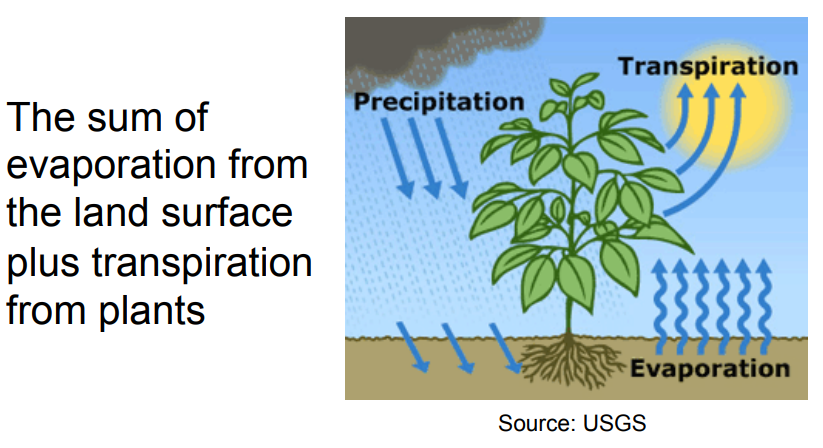 The sum of
evaporation from
the land surface
plus transpiration
from plants
Precipitation
Transpiration
Evaporation
Source: USGS